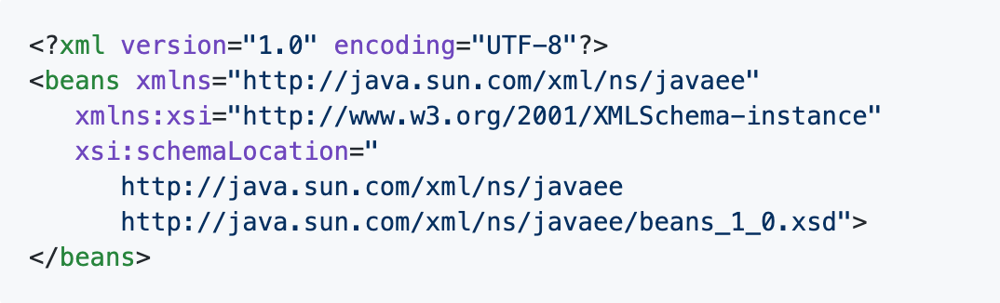 <?xml version="1.0" encoding="UTF-8"?>
<beans xmlns="http://java.sun.com/xml/ns/javaee"
   xmlns:xsi="http://www.w3.org/2001/XMLSchema-instance"
   xsi:schemaLocation="
      http://java.sun.com/xml/ns/javaee
      http://java.sun.com/xml/ns/javaee/beans_1_0.xsd">
</beans>